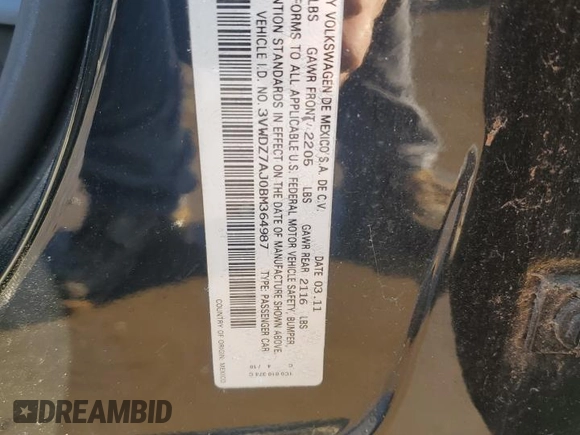 Y VOLKSWAGEN DE MEXICO S.A. DE C.V. DATE 03.11
LBS GAWR FRONT 2205 LBS GAWR REAR 2116 LBS
FORMS TO ALL APPLICABLE U.S. FEDERAL MOTOR VEHICLE SAFETY, BUMPER,
NTION STANDARDS IN EFFECT ON THE DATE OF MANUFACTURE SHOWN ABOVE.
VEHICLE I.D. NO. 3VWDZ7AJ0BM364987 TYPE: PASSENGER CAR
COUNTRY OF ORIGIN: MEXICO
DREAMBID